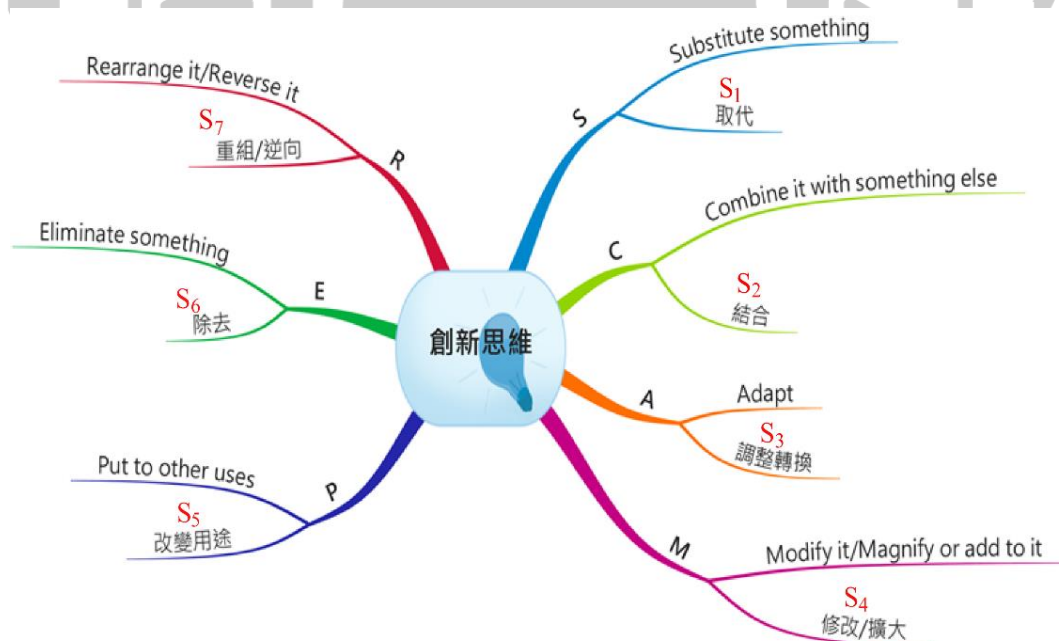 創新思維
S
Substitute something
S1
取代
C
Combine it with something else
S2
結合
A
Adapt
S3
調整轉換
M
Modify it/Magnify or add to it
S4
修改/擴大
P
Put to other uses
S5
改變用途
E
Eliminate something
S6
除去
R
Rearrange it/Reverse it
S7
重組/逆向